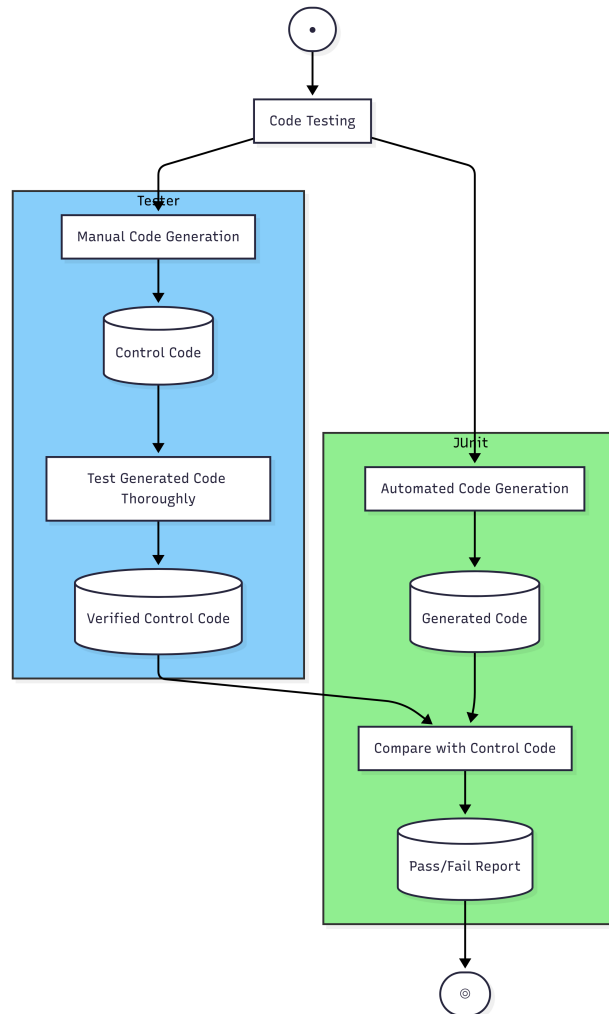 Code Testing
Tester
Manual Code Generation
Control Code
Test Generated Code
Thoroughly
Verified Control Code
JUnit
Automated Code Generation
Generated Code
Compare with Control Code
Pass/Fail Report